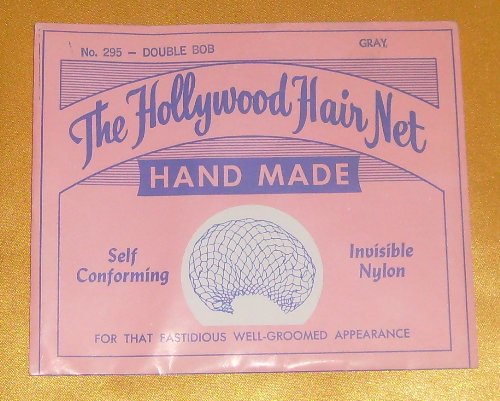 No. 295 – DOUBLE BOB GRAY
The Hollywood Hair Net
HAND MADE
Self Conforming
Invisible Nylon
FOR THAT FASTIDIOUS WELL-GROOMED APPEARANCE